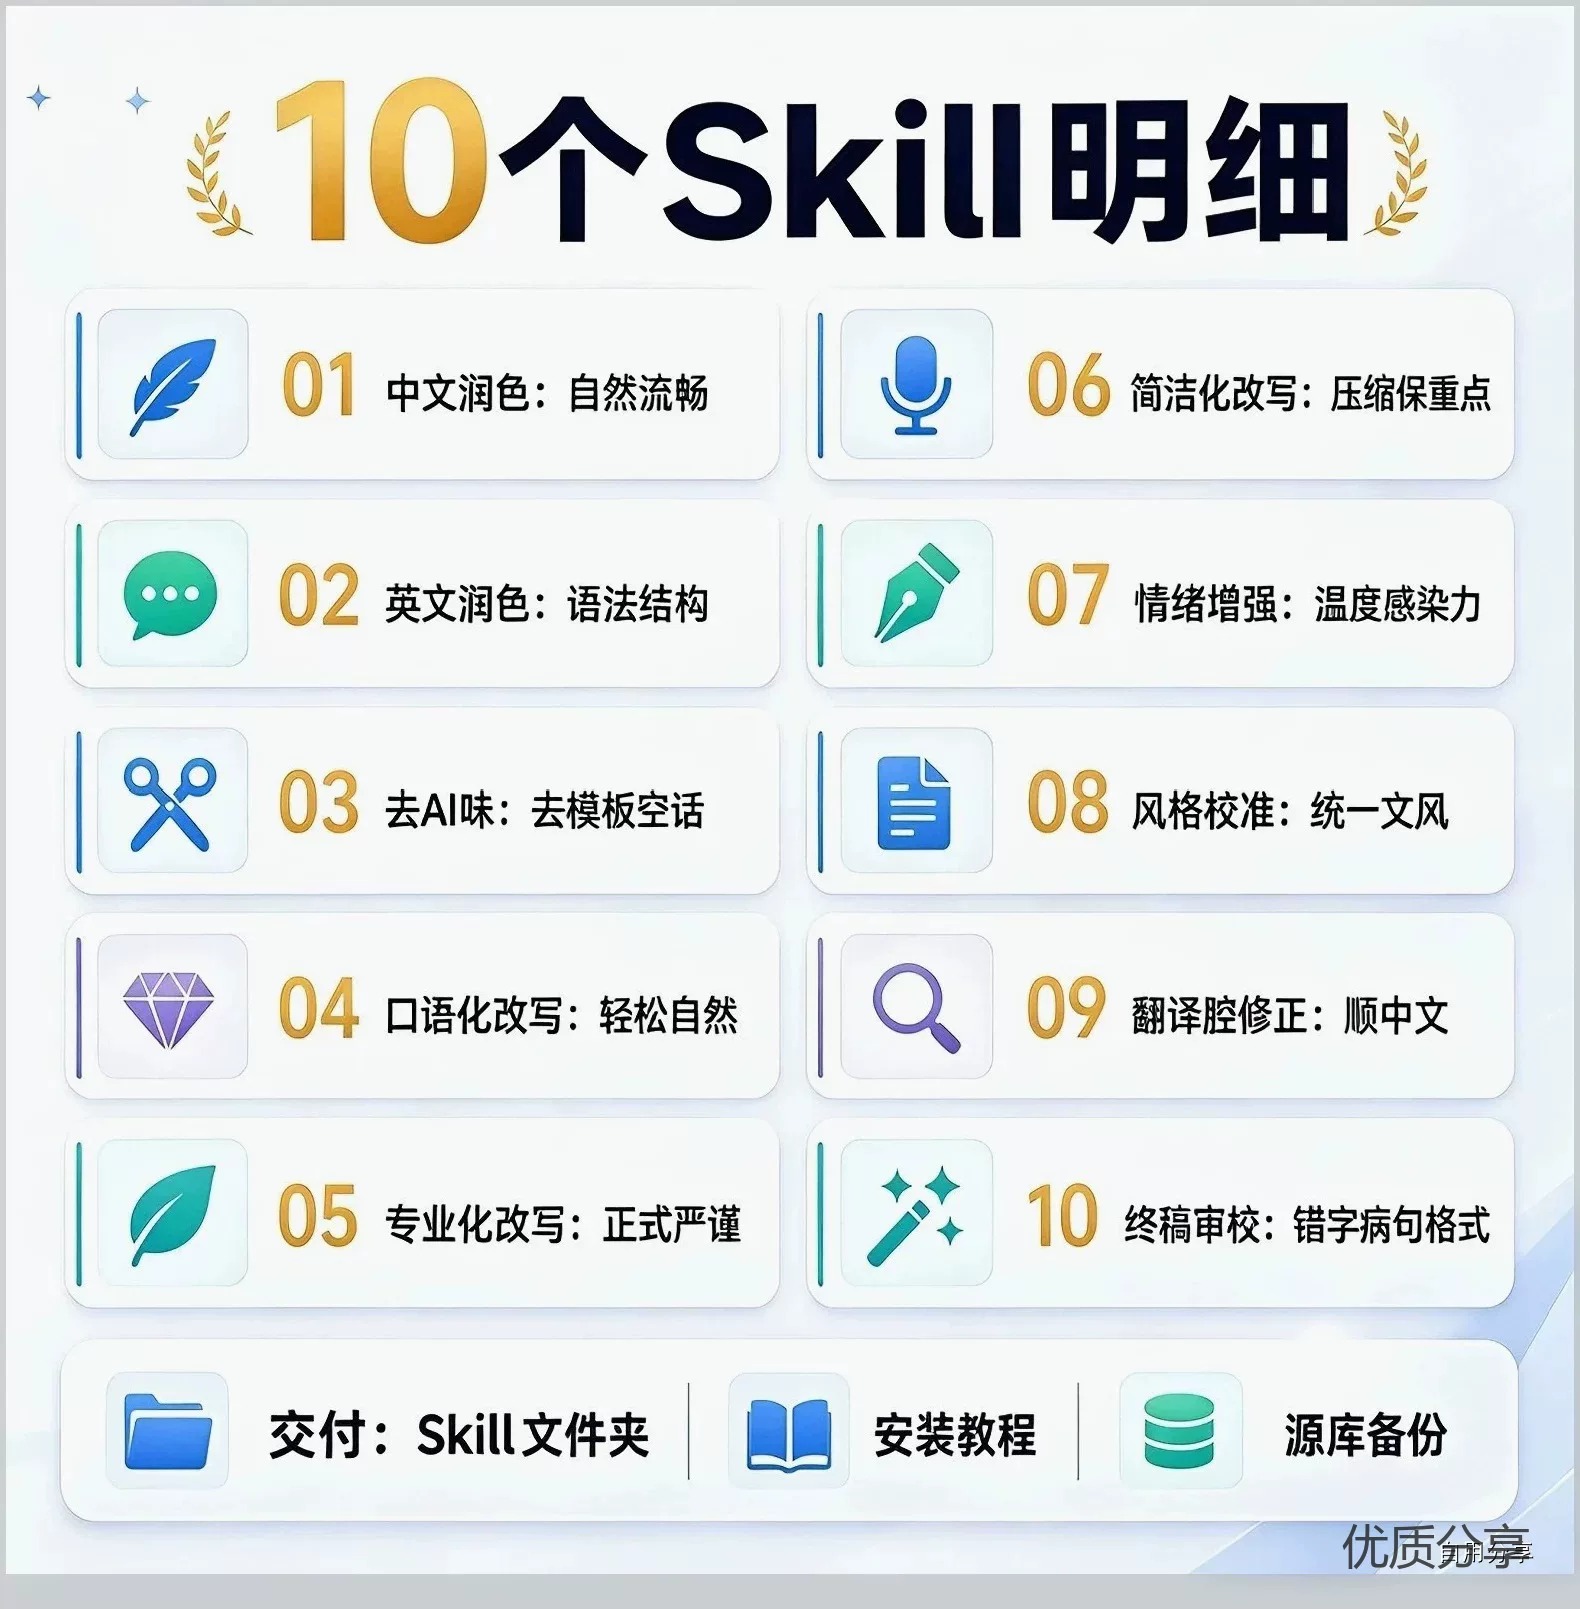 10个Skill明细
01 中文润色：自然流畅
02 英文润色：语法结构
03 去AI味：去模板空话
04 口语化改写：轻松自然
05 专业化改写：正式严谨
06 简洁化改写：压缩保重点
07 情绪增强：温度感染力
08 风格校准：统一文风
09 翻译腔修正：顺中文
10 终稿审校：错字病句格式
交付：Skill文件夹
安装教程
源库备份
优质分享
自用分享